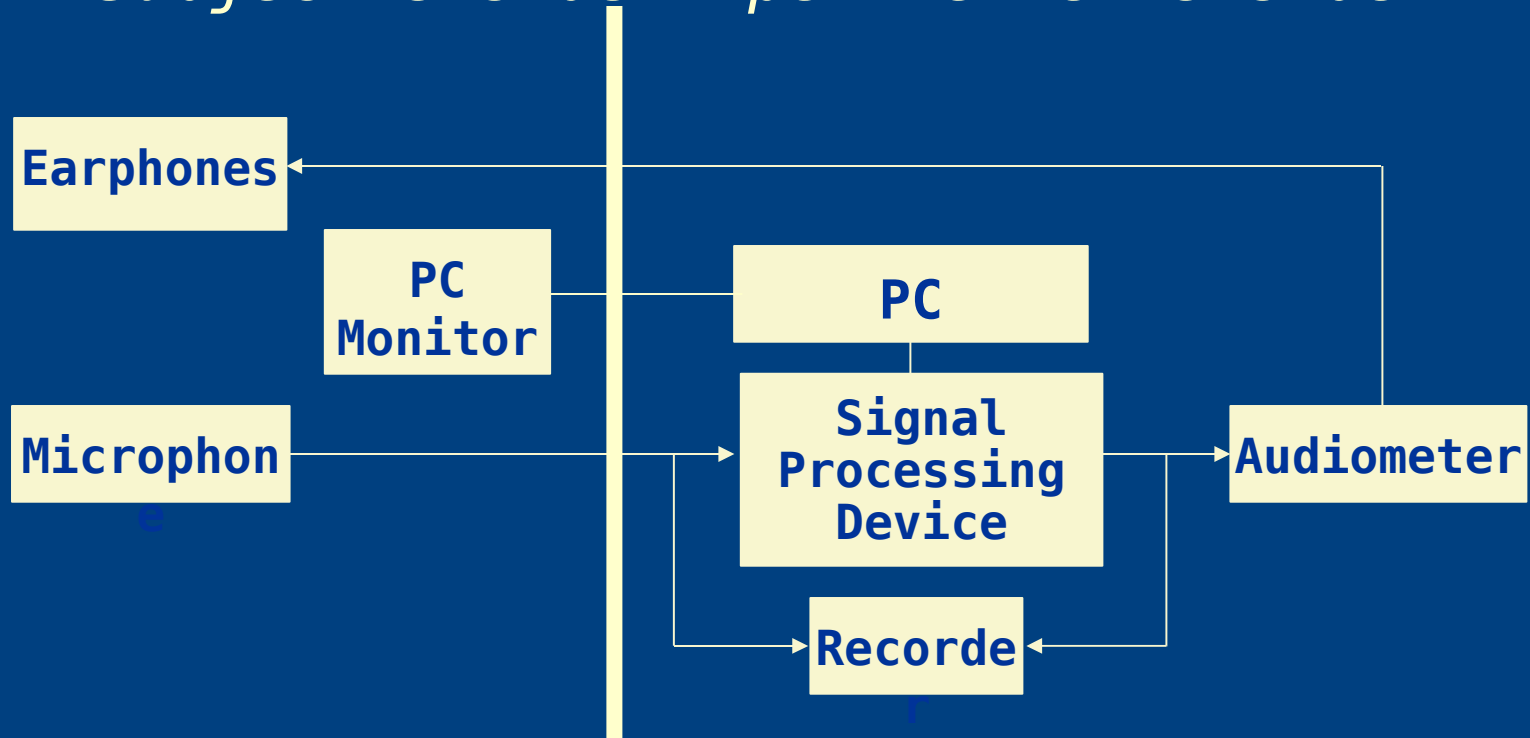 Earphones
PC
Monitor
PC
Signal
Processing
Device
Microphon
e
Audiometer
Recorde
r